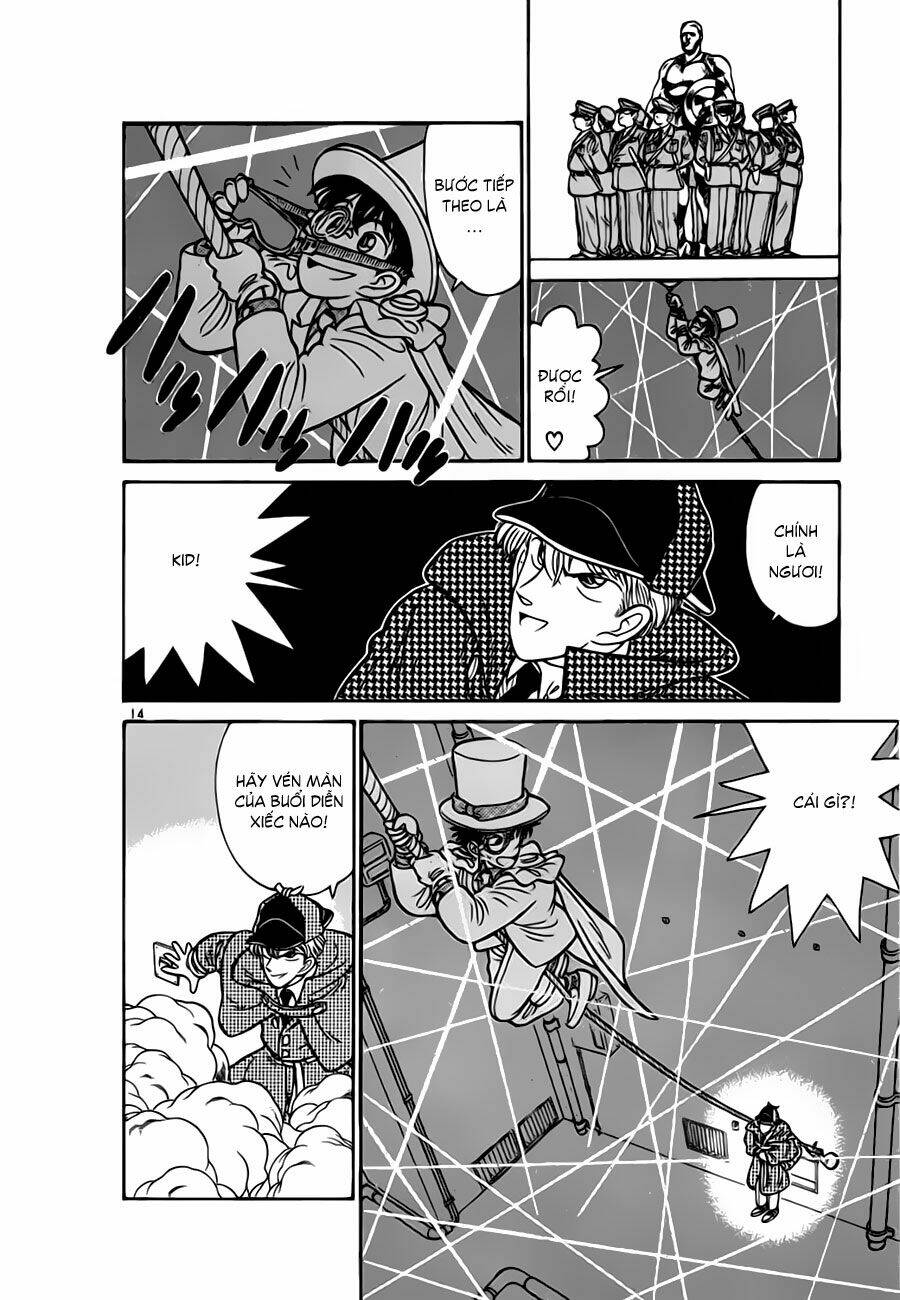 BƯỚC TIẾP
THEO LÀ
...
ĐƯỢC
RỒI!
♡
CHÍNH
LÀ
NGƯƠI!
KID!
14
CÁI GÌ?!
HÃY VÉN MÀN
CỦA BUỔI DIỄN
XIẾC NÀO!